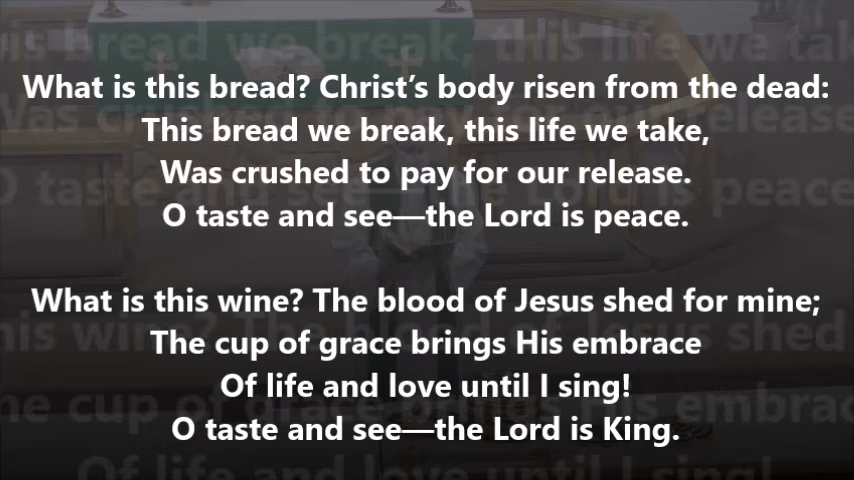 What is this bread? Christ's body risen from the dead:
This bread we break, this life we take,
Was crushed to pay for our release.
O taste and see—the Lord is peace.
What is this wine? The blood of Jesus shed for mine;
The cup of grace brings His embrace
Of life and love until I sing!
O taste and see—the Lord is King.